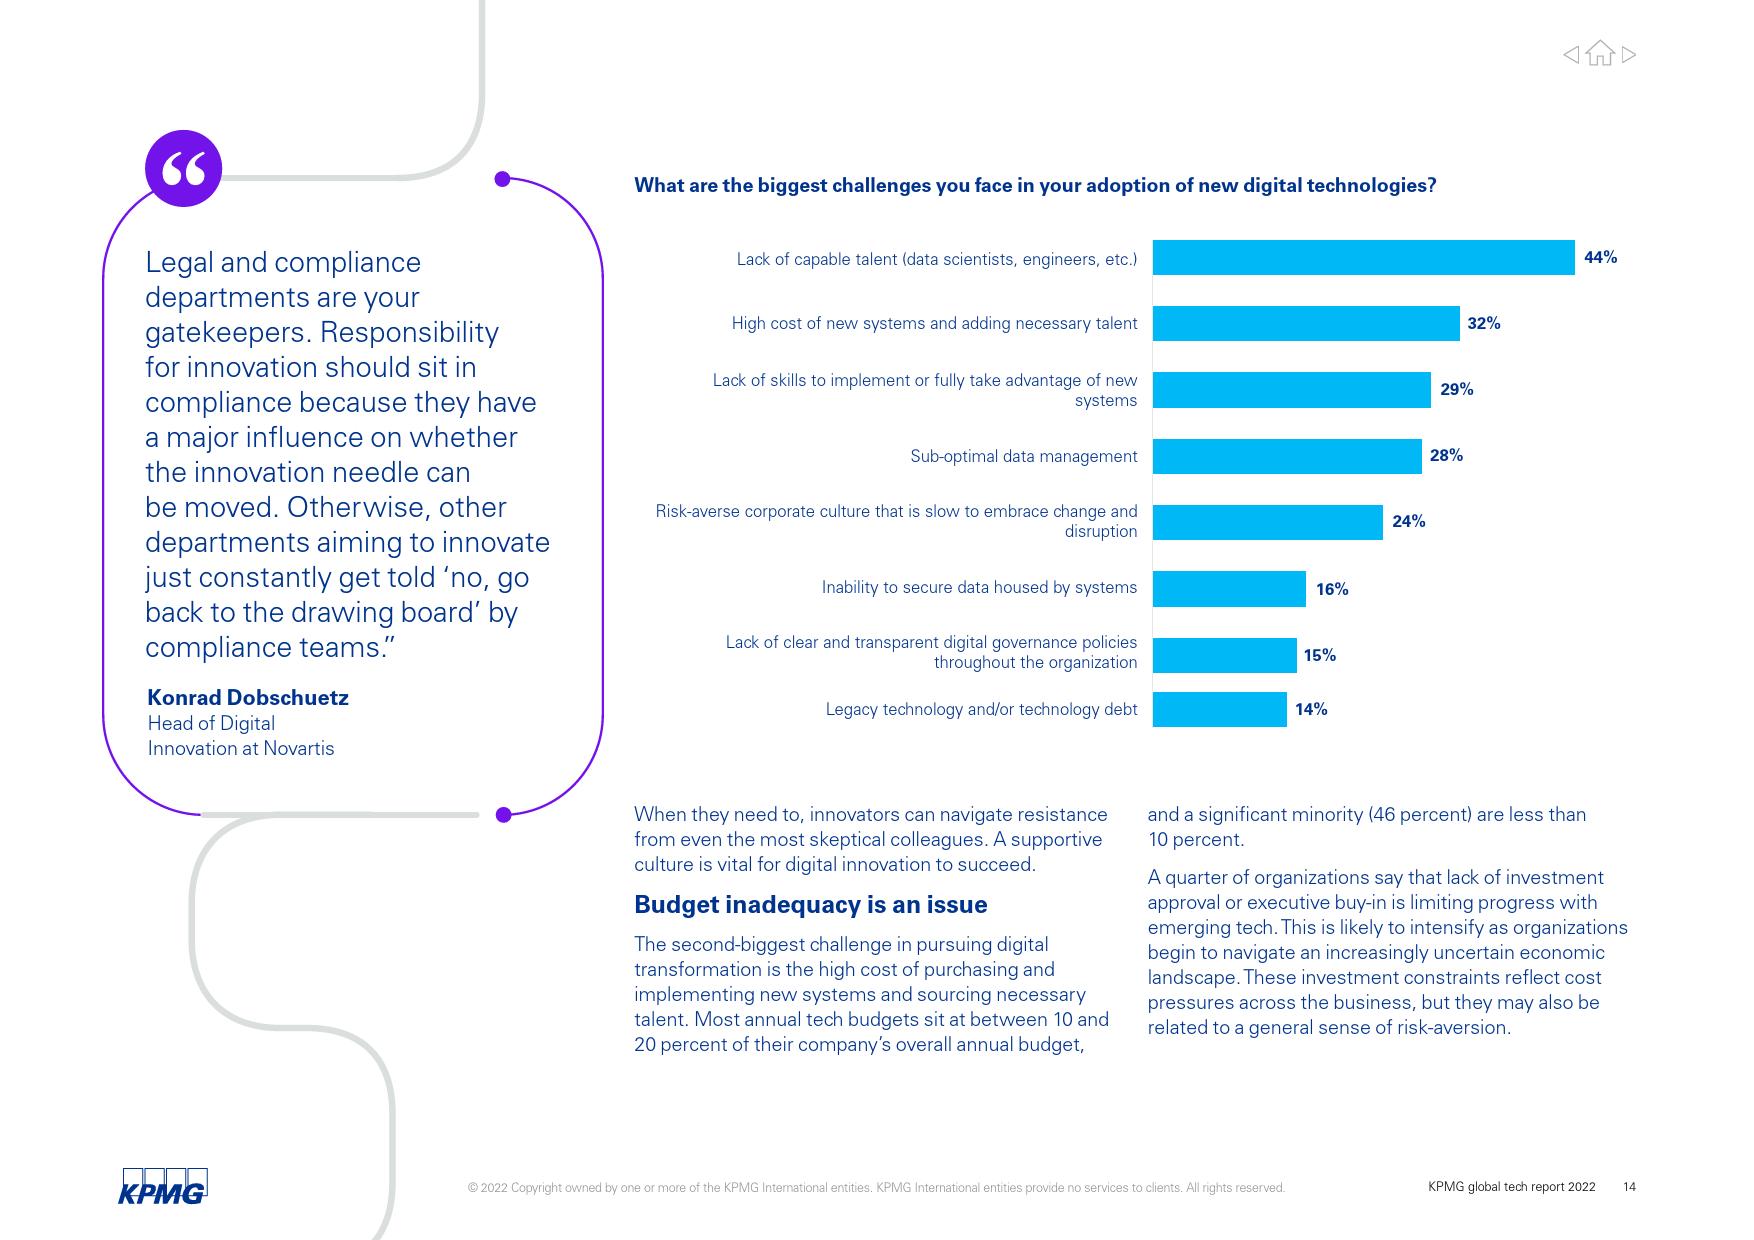 “
Legal and compliance
departments are your
gatekeepers. Responsibility
for innovation should sit in
compliance because they have
a major influence on whether
the innovation needle can
be moved. Otherwise, other
departments aiming to innovate
just constantly get told ‘no, go
back to the drawing board’ by
compliance teams.”
Konrad Dobschuetz
Head of Digital
Innovation at Novartis
What are the biggest challenges you face in your adoption of new digital technologies?
Lack of capable talent (data scientists, engineers, etc.) 44%
High cost of new systems and adding necessary talent 32%
Lack of skills to implement or fully take advantage of new
systems 29%
Sub-optimal data management 28%
Risk-averse corporate culture that is slow to embrace change and
disruption 24%
Inability to secure data housed by systems 16%
Lack of clear and transparent digital governance policies
throughout the organization 15%
Legacy technology and/or technology debt 14%
When they need to, innovators can navigate resistance
from even the most skeptical colleagues. A supportive
culture is vital for digital innovation to succeed.
Budget inadequacy is an issue
The second-biggest challenge in pursuing digital
transformation is the high cost of purchasing and
implementing new systems and sourcing necessary
talent. Most annual tech budgets sit at between 10 and
20 percent of their company’s overall annual budget,
and a significant minority (46 percent) are less than
10 percent.
A quarter of organizations say that lack of investment
approval or executive buy-in is limiting progress with
emerging tech. This is likely to intensify as organizations
begin to navigate an increasingly uncertain economic
landscape. These investment constraints reflect cost
pressures across the business, but they may also be
related to a general sense of risk-aversion.
KPMG
© 2022 Copyright owned by one or more of the KPMG International entities. KPMG International entities provide no services to clients. All rights reserved.
KPMG global tech report 2022 14